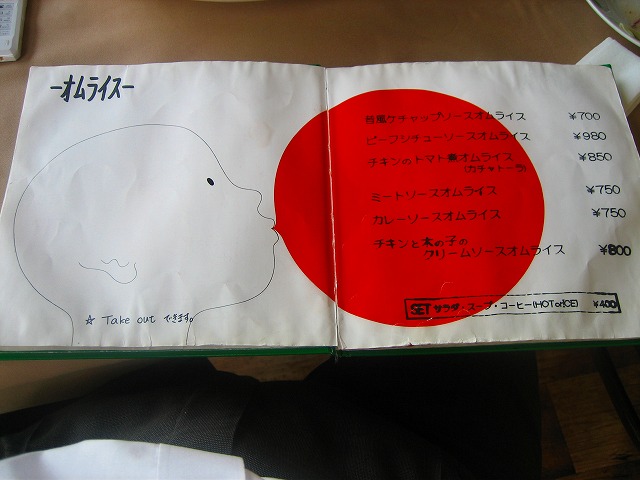 ーオムライスー
☆ Take out できます。
ケチャップソースオムライス ¥700
ビーフシチューソースオムライス ¥980
チキンのトマト煮オムライス ¥850
(カチャトーラ)
ミートソースオムライス ¥750
カレーソースオムライス ¥750
チキンと木の子の
クリームソースオムライス ¥800
SET サラダ・スープ・コーヒー(HOT or ICE) ¥400